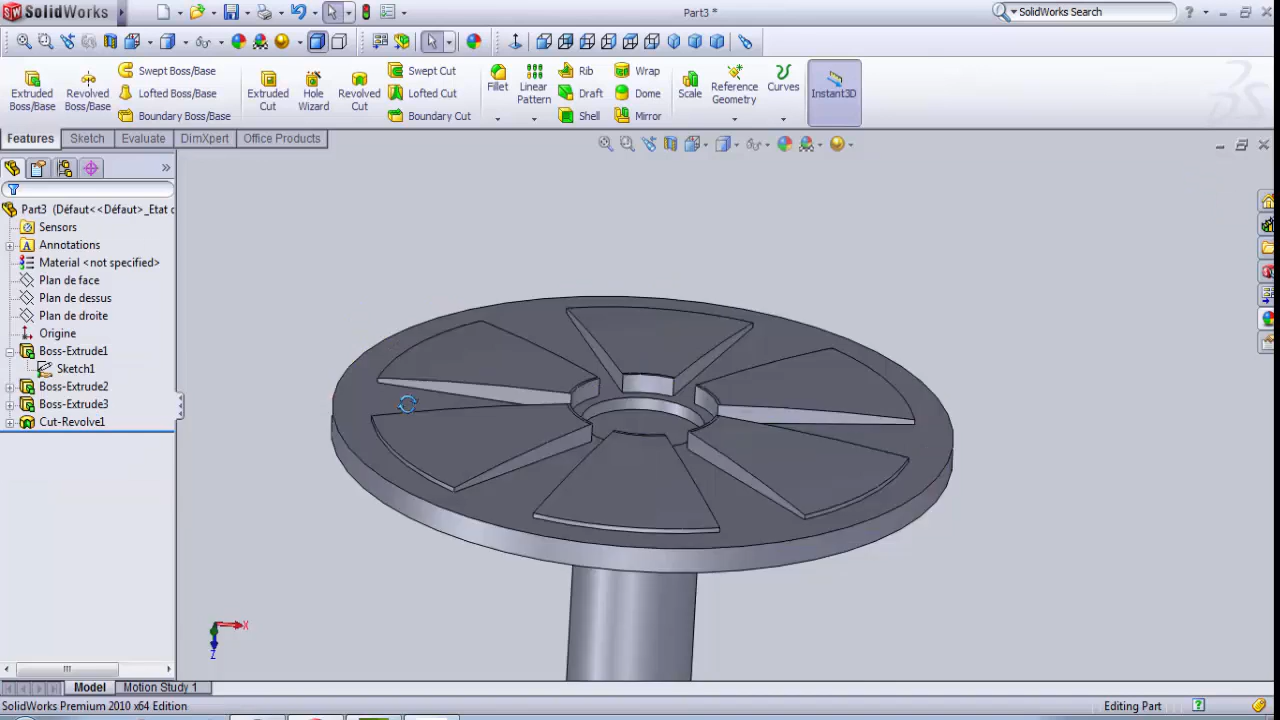 SolidWorks
Part3 *
SolidWorks Search
Extruded Boss/Base
Revolved Boss/Base
Swept Boss/Base
Lofted Boss/Base
Boundary Boss/Base
Extruded Cut
Hole Wizard
Revolved Cut
Swept Cut
Lofted Cut
Boundary Cut
Fillet
Linear Pattern
Rib
Draft
Shell
Wrap
Dome
Mirror
Scale
Reference Geometry
Curves
Instant3D
Features
Sketch
Evaluate
DimXpert
Office Products
Part3 (Défaut<<Défaut>_Etat c
Sensors
Annotations
Material <not specified>
Plan de face
Plan de dessus
Plan de droite
Origine
Boss-Extrude1
Sketch1
Boss-Extrude2
Boss-Extrude3
Cut-Revolve1
X
Z
Model
Motion Study 1
SolidWorks Premium 2010 x64 Edition
Editing Part